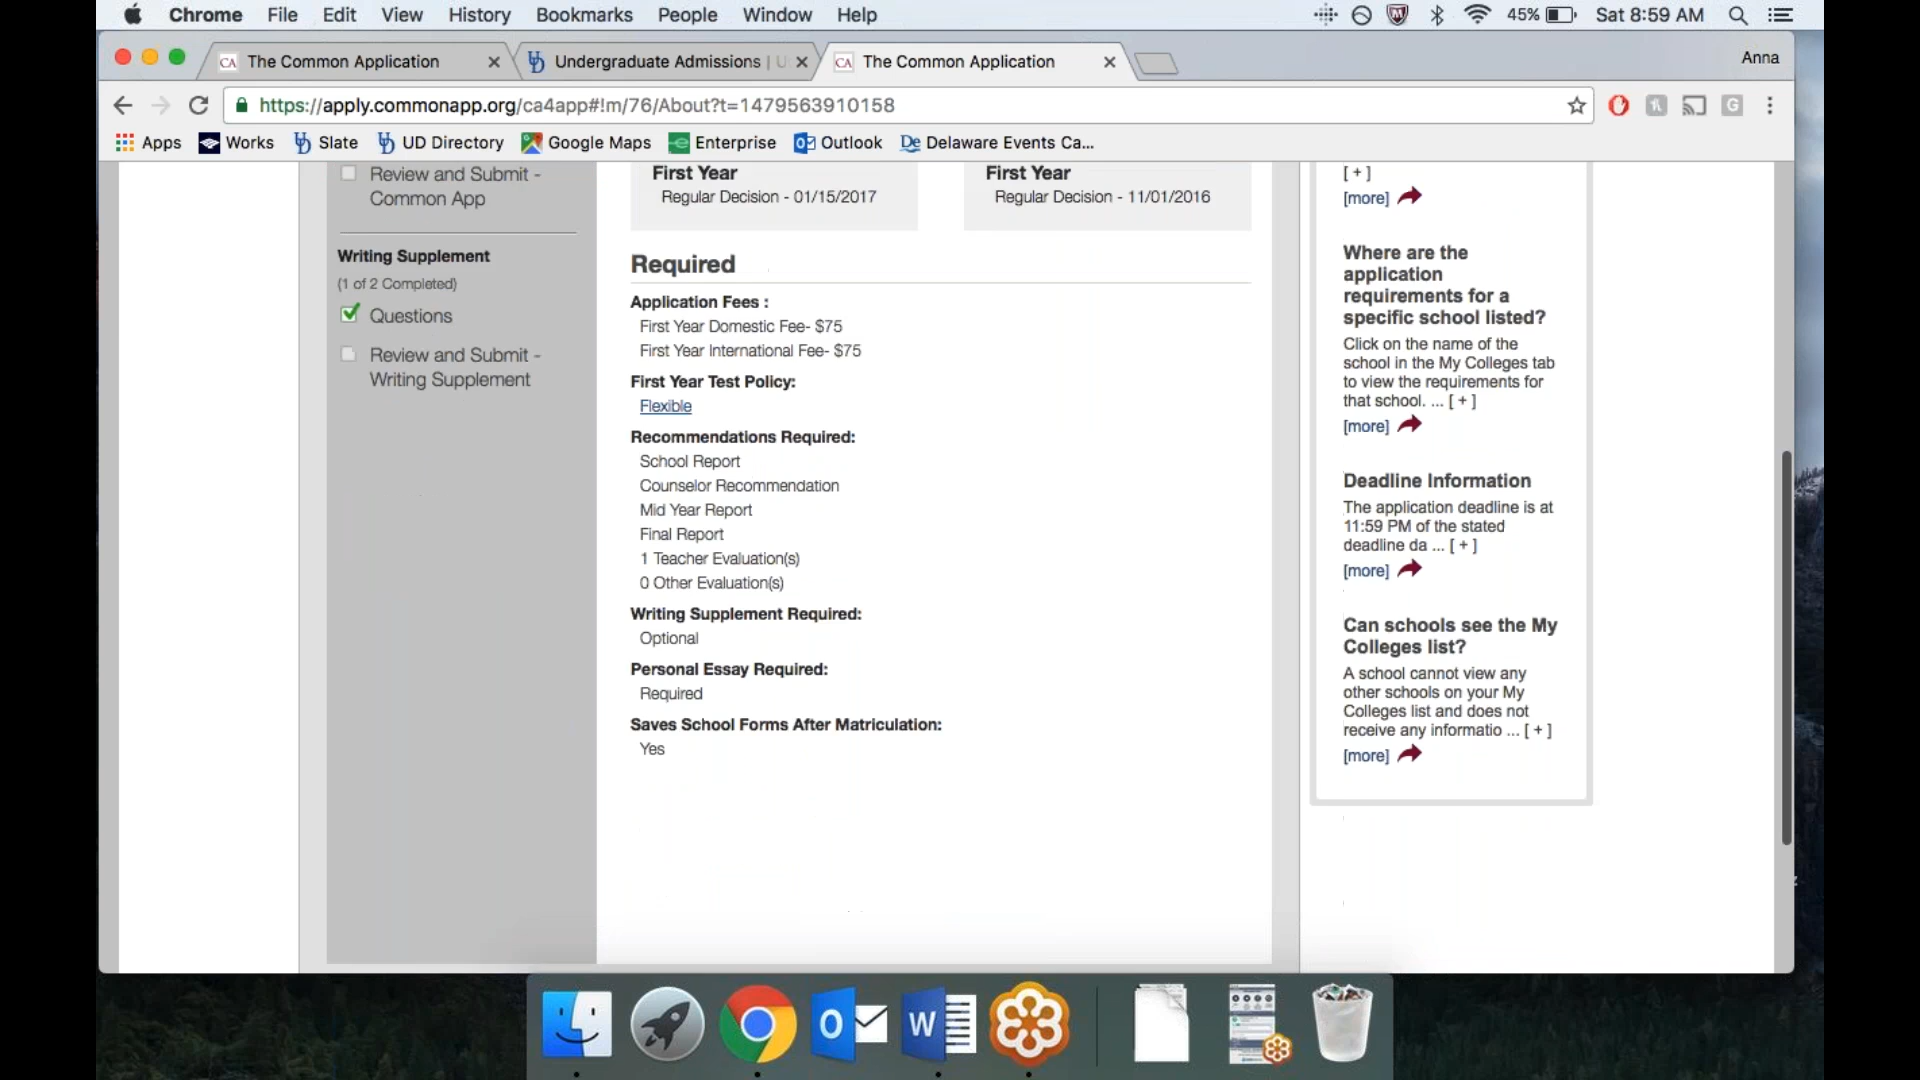 Chrome File Edit View History Bookmarks People Window Help
45% Sat 8:59 AM
CA The Common Application
UD Undergraduate Admissions | U
CA The Common Application
Anna
https://apply.commonapp.org/ca4app#!m/76/About?t=1479563910158
G
Apps Works UD Slate UD Directory Google Maps Enterprise Outlook De Delaware Events Ca...
Review and Submit -
Common App
Writing Supplement
(1 of 2 Completed)
Questions
Review and Submit -
Writing Supplement
First Year
Regular Decision - 01/15/2017
First Year
Regular Decision - 11/01/2016
Required
Application Fees :
First Year Domestic Fee- $75
First Year International Fee- $75
First Year Test Policy:
Flexible
Recommendations Required:
School Report
Counselor Recommendation
Mid Year Report
Final Report
1 Teacher Evaluation(s)
0 Other Evaluation(s)
Writing Supplement Required:
Optional
Personal Essay Required:
Required
Saves School Forms After Matriculation:
Yes
[ + ]
[more]
Where are the
application
requirements for a
specific school listed?
Click on the name of the
school in the My Colleges tab
to view the requirements for
that school. ... [ + ]
[more]
Deadline Information
The application deadline is at
11:59 PM of the stated
deadline da ... [ + ]
[more]
Can schools see the My
Colleges list?
A school cannot view any
other schools on your My
Colleges list and does not
receive any informatio ... [ + ]
[more]